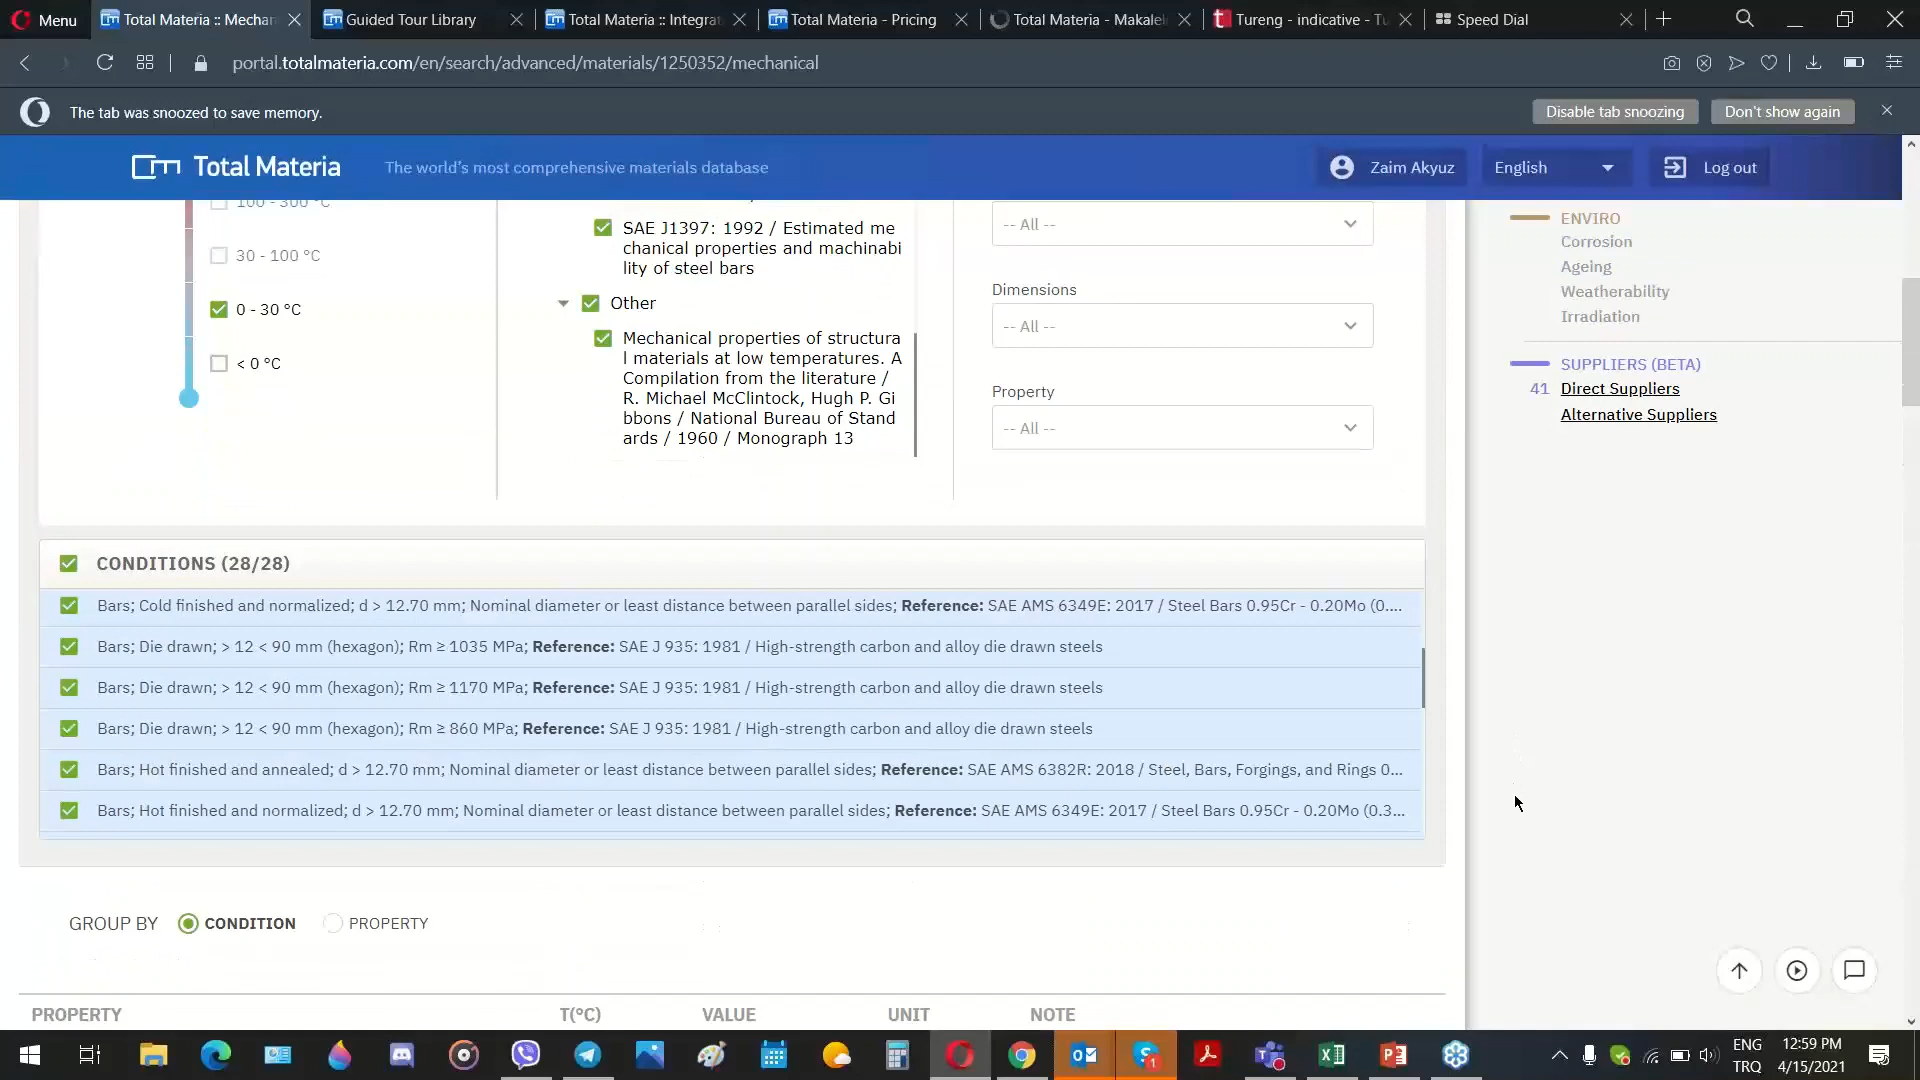 Menu
Total Materia :: Mechan
Guided Tour Library
Total Materia :: Integrat
Total Materia - Pricing
Total Materia - Makalele
Tureng - indicative - Tu
Speed Dial
portal.totalmateria.com/en/search/advanced/materials/1250352/mechanical
The tab was snoozed to save memory.
Disable tab snoozing
Don't show again
Total Materia
The world's most comprehensive materials database
Zaim Akyuz
English
Log out
100 - 300 °C
30 - 100 °C
0 - 30 °C
< 0 °C
SAE J1397: 1992 / Estimated me
chanical properties and machinabi
lity of steel bars
Other
Mechanical properties of structura
l materials at low temperatures. A
Compilation from the literature /
R. Michael McClintock, Hugh P. Gi
bbons / National Bureau of Stand
ards / 1960 / Monograph 13
-- All --
Dimensions
-- All --
Property
-- All --
ENVIRO
Corrosion
Ageing
Weatherability
Irradiation
SUPPLIERS (BETA)
41 Direct Suppliers
Alternative Suppliers
CONDITIONS (28/28)
Bars; Cold finished and normalized; d > 12.70 mm; Nominal diameter or least distance between parallel sides; Reference: SAE AMS 6349E: 2017 / Steel Bars 0.95Cr - 0.20Mo (0....
Bars; Die drawn; > 12 < 90 mm (hexagon); Rm ≥ 1035 MPa; Reference: SAE J 935: 1981 / High-strength carbon and alloy die drawn steels
Bars; Die drawn; > 12 < 90 mm (hexagon); Rm ≥ 1170 MPa; Reference: SAE J 935: 1981 / High-strength carbon and alloy die drawn steels
Bars; Die drawn; > 12 < 90 mm (hexagon); Rm ≥ 860 MPa; Reference: SAE J 935: 1981 / High-strength carbon and alloy die drawn steels
Bars; Hot finished and annealed; d > 12.70 mm; Nominal diameter or least distance between parallel sides; Reference: SAE AMS 6382R: 2018 / Steel, Bars, Forgings, and Rings 0...
Bars; Hot finished and normalized; d > 12.70 mm; Nominal diameter or least distance between parallel sides; Reference: SAE AMS 6349E: 2017 / Steel Bars 0.95Cr - 0.20Mo (0.3...
GROUP BY CONDITION PROPERTY
PROPERTY T(°C) VALUE UNIT NOTE
ENG
TRQ
12:59 PM
4/15/2021